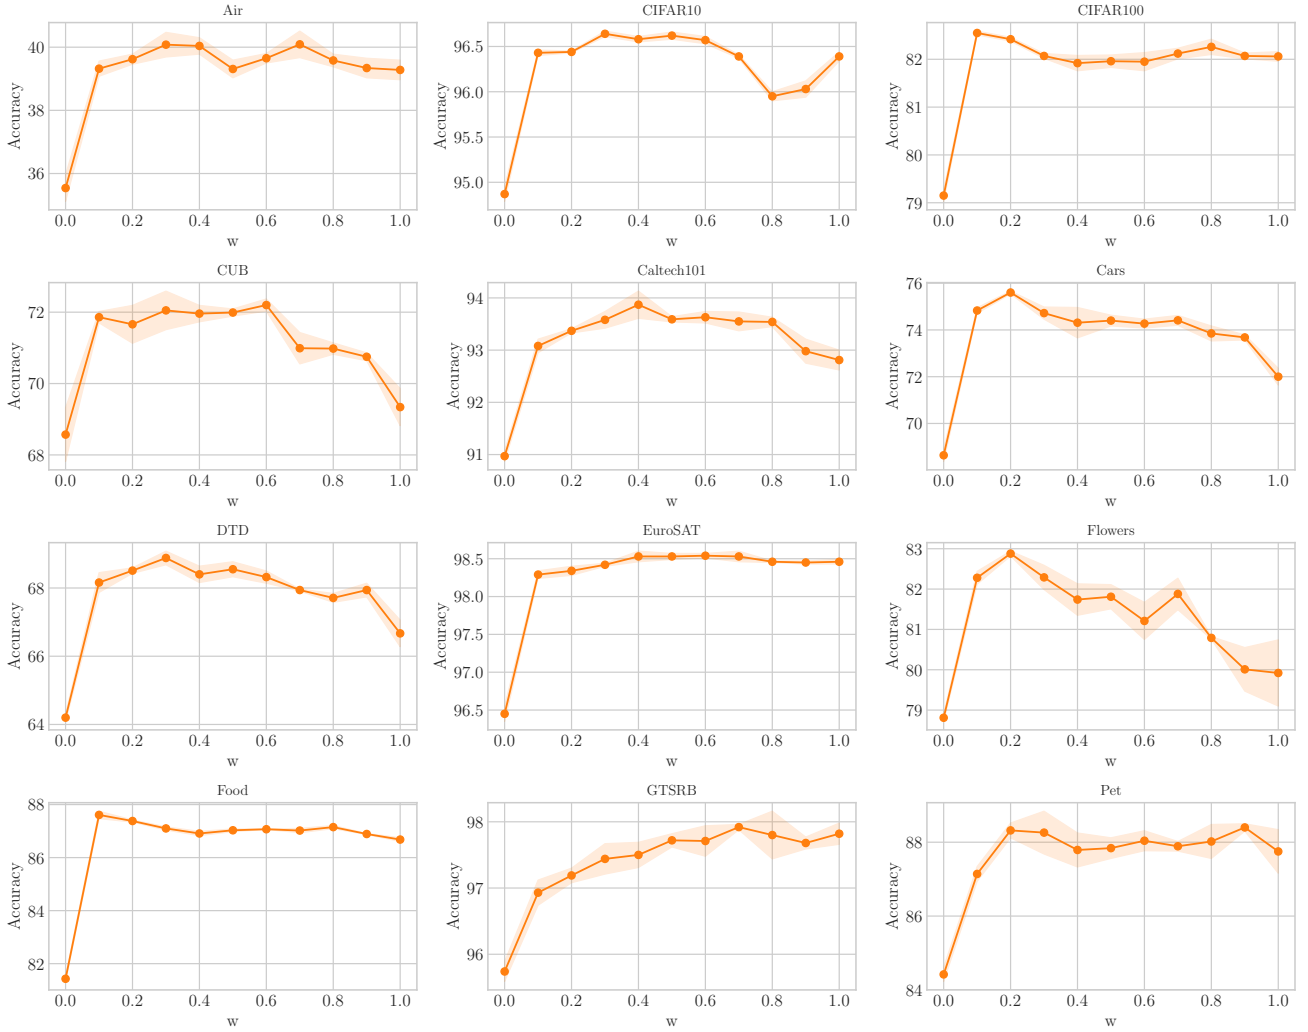 Air
Accuracy
40
38
36
0.0 0.2 0.4 0.6 0.8 1.0
w
CIFAR10
Accuracy
96.5
96.0
95.5
95.0
0.0 0.2 0.4 0.6 0.8 1.0
w
CIFAR100
Accuracy
82
81
80
79
0.0 0.2 0.4 0.6 0.8 1.0
w
CUB
Accuracy
72
70
68
0.0 0.2 0.4 0.6 0.8 1.0
w
Caltech101
Accuracy
94
93
92
91
0.0 0.2 0.4 0.6 0.8 1.0
w
Cars
Accuracy
76
74
72
70
0.0 0.2 0.4 0.6 0.8 1.0
w
DTD
Accuracy
68
66
64
0.0 0.2 0.4 0.6 0.8 1.0
w
EuroSAT
Accuracy
98.5
98.0
97.5
97.0
96.5
0.0 0.2 0.4 0.6 0.8 1.0
w
Flowers
Accuracy
83
82
81
80
79
0.0 0.2 0.4 0.6 0.8 1.0
w
Food
Accuracy
88
86
84
82
0.0 0.2 0.4 0.6 0.8 1.0
w
GTSRB
Accuracy
98
97
96
0.0 0.2 0.4 0.6 0.8 1.0
w
Pet
Accuracy
88
86
84
0.0 0.2 0.4 0.6 0.8 1.0
w